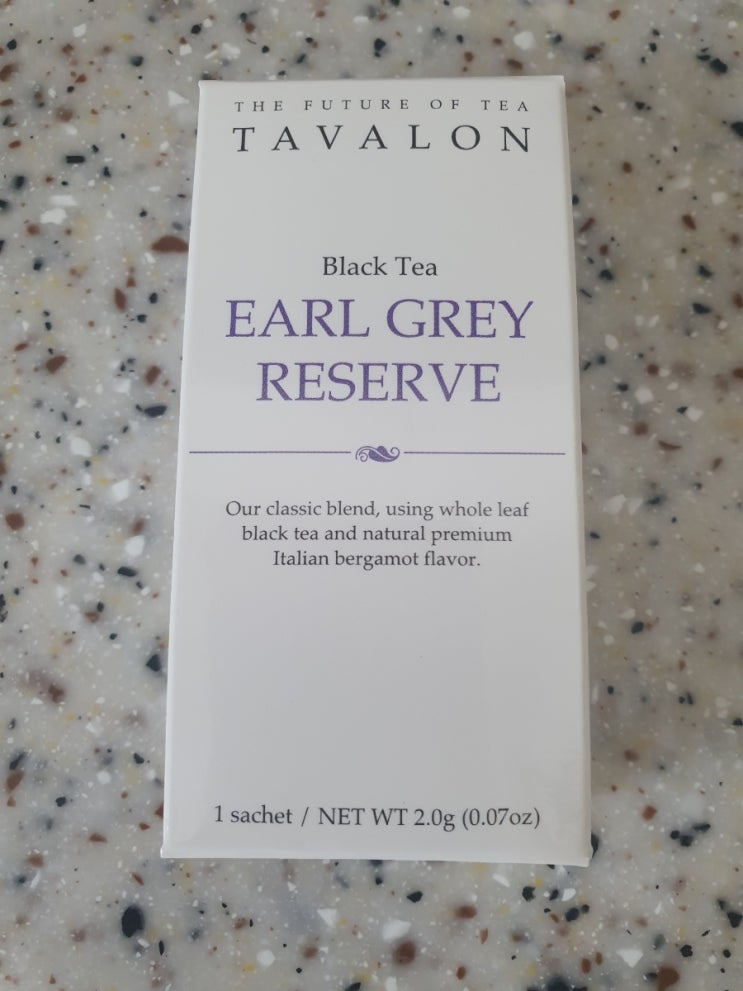 THE FUTURE OF TEA
TAVALON
Black Tea
EARL GREY
RESERVE
Our classic blend, using whole leaf
black tea and natural premium
Italian bergamot flavor.
1 sachet / NET WT 2.0g (0.07oz)